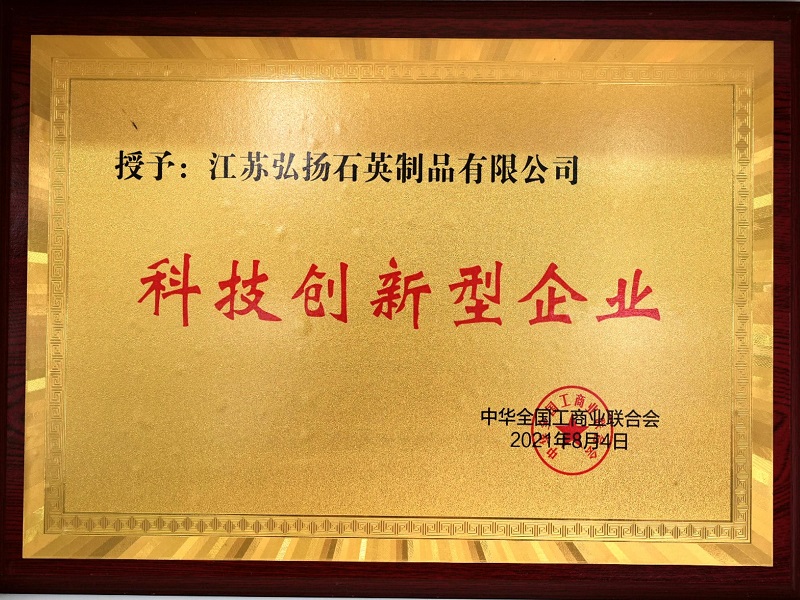 授予：江苏弘扬石英制品有限公司
科技创新型企业
中华全国工商业联合会
2021年8月4日